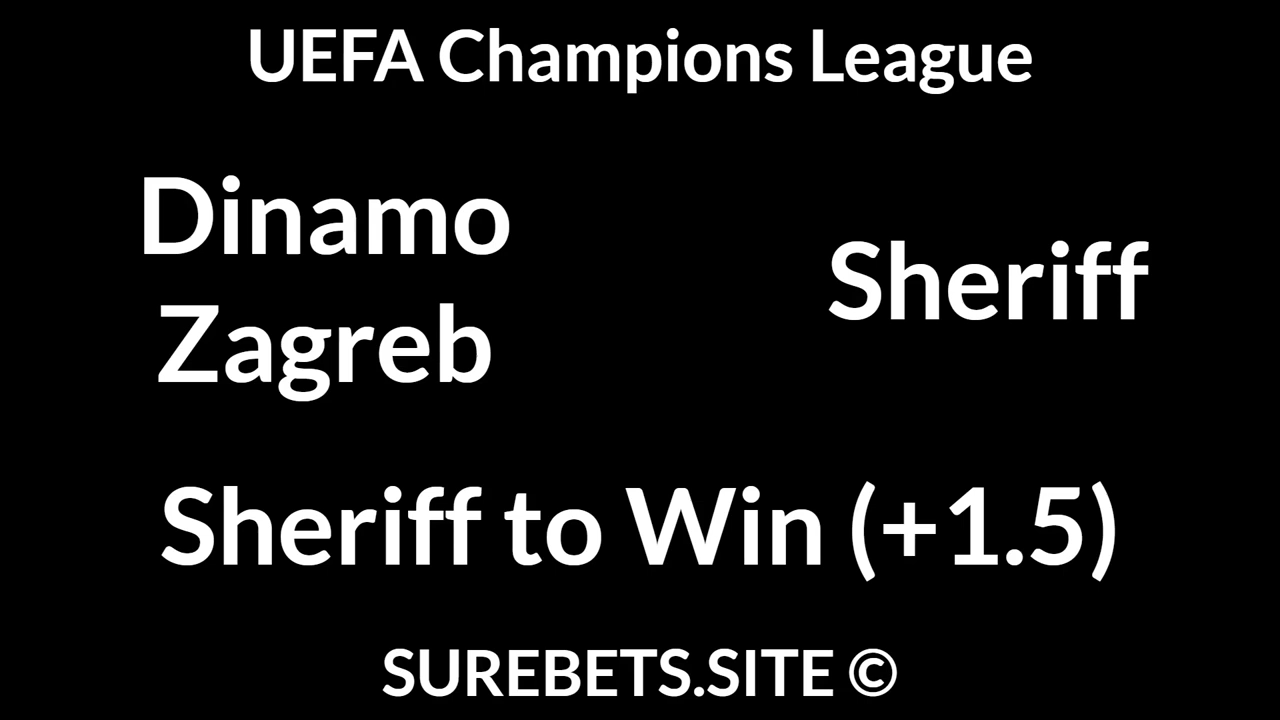 UEFA Champions League
Dinamo
Zagreb
Sheriff
Sheriff to Win (+1.5)
SUREBETS.SITE ©